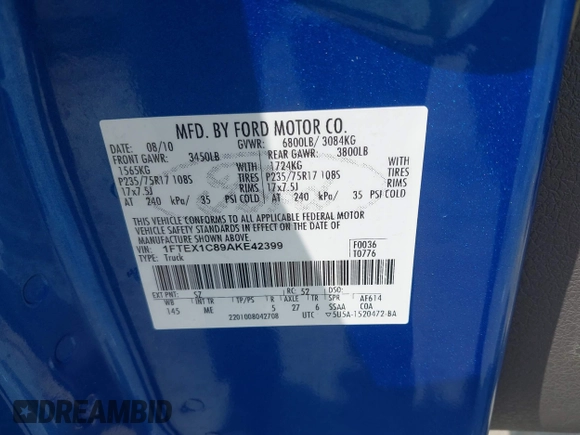 MFD. BY FORD MOTOR CO.
DATE: 08/10 GVWR: 6800LB/ 3084KG
FRONT GAWR: 3450LB REAR GAWR: 3800LB
1565KG WITH 1724KG WITH
P235/75R17 108S TIRES P235/75R17 108S TIRES
17x7.5J RIMS 17x7.5J RIMS
AT 240 kPa/ 35 PSI COLD AT 240 kPa/ 35 PSI COLD
THIS VEHICLE CONFORMS TO ALL APPLICABLE FEDERAL MOTOR
VEHICLE SAFETY STANDARDS IN EFFECT ON THE DATE OF
MANUFACTURE SHOWN ABOVE.
VIN: 1FTEX1C89AKE42399 F0036
TYPE: Truck T0776
EXT PNT: SZ RC: 52 DSO:
WB INT TR TP/PS R AXLE TR SPR AF614
145 ME 5 27 6 SSAA COA
2201008042708 UTC 5U5A-1520472-BA
DREAMBID